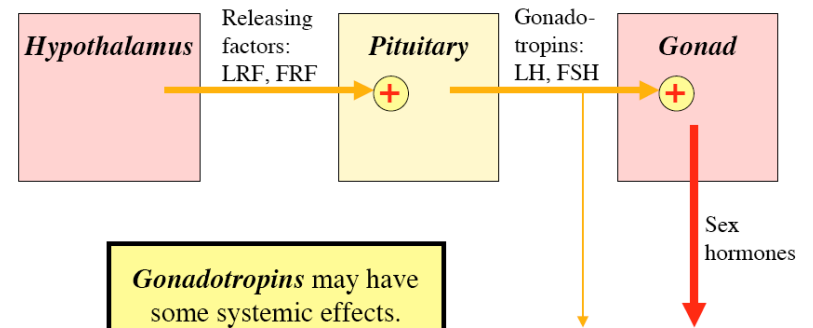 Hypothalamus
Releasing
factors:
LRF, FRF
Pituitary
+
Gonado-
tropins:
LH, FSH
Gonad
+
Sex
hormones
Gonadotropins may have
some systemic effects.